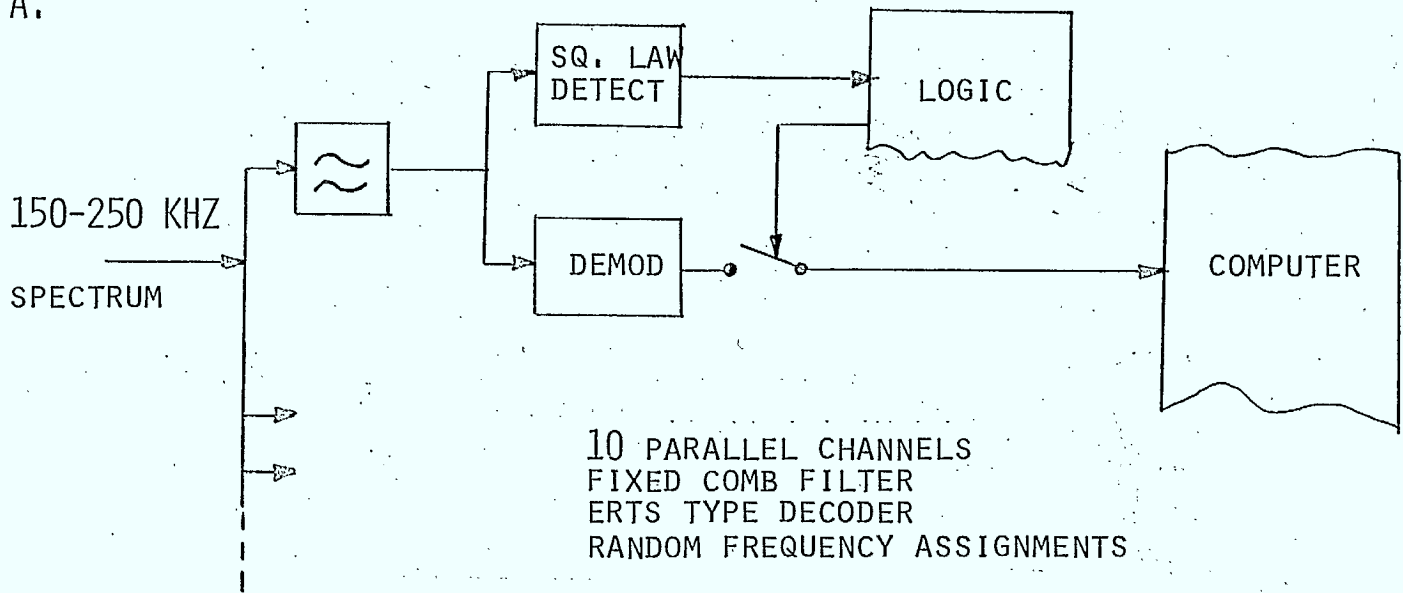 A.
SQ. LAW
DETECT
LOGIC
150-250 KHZ
SPECTRUM
DEMOD
COMPUTER
10 PARALLEL CHANNELS
FIXED COMB FILTER
ERTS TYPE DECODER
RANDOM FREQUENCY ASSIGNMENTS